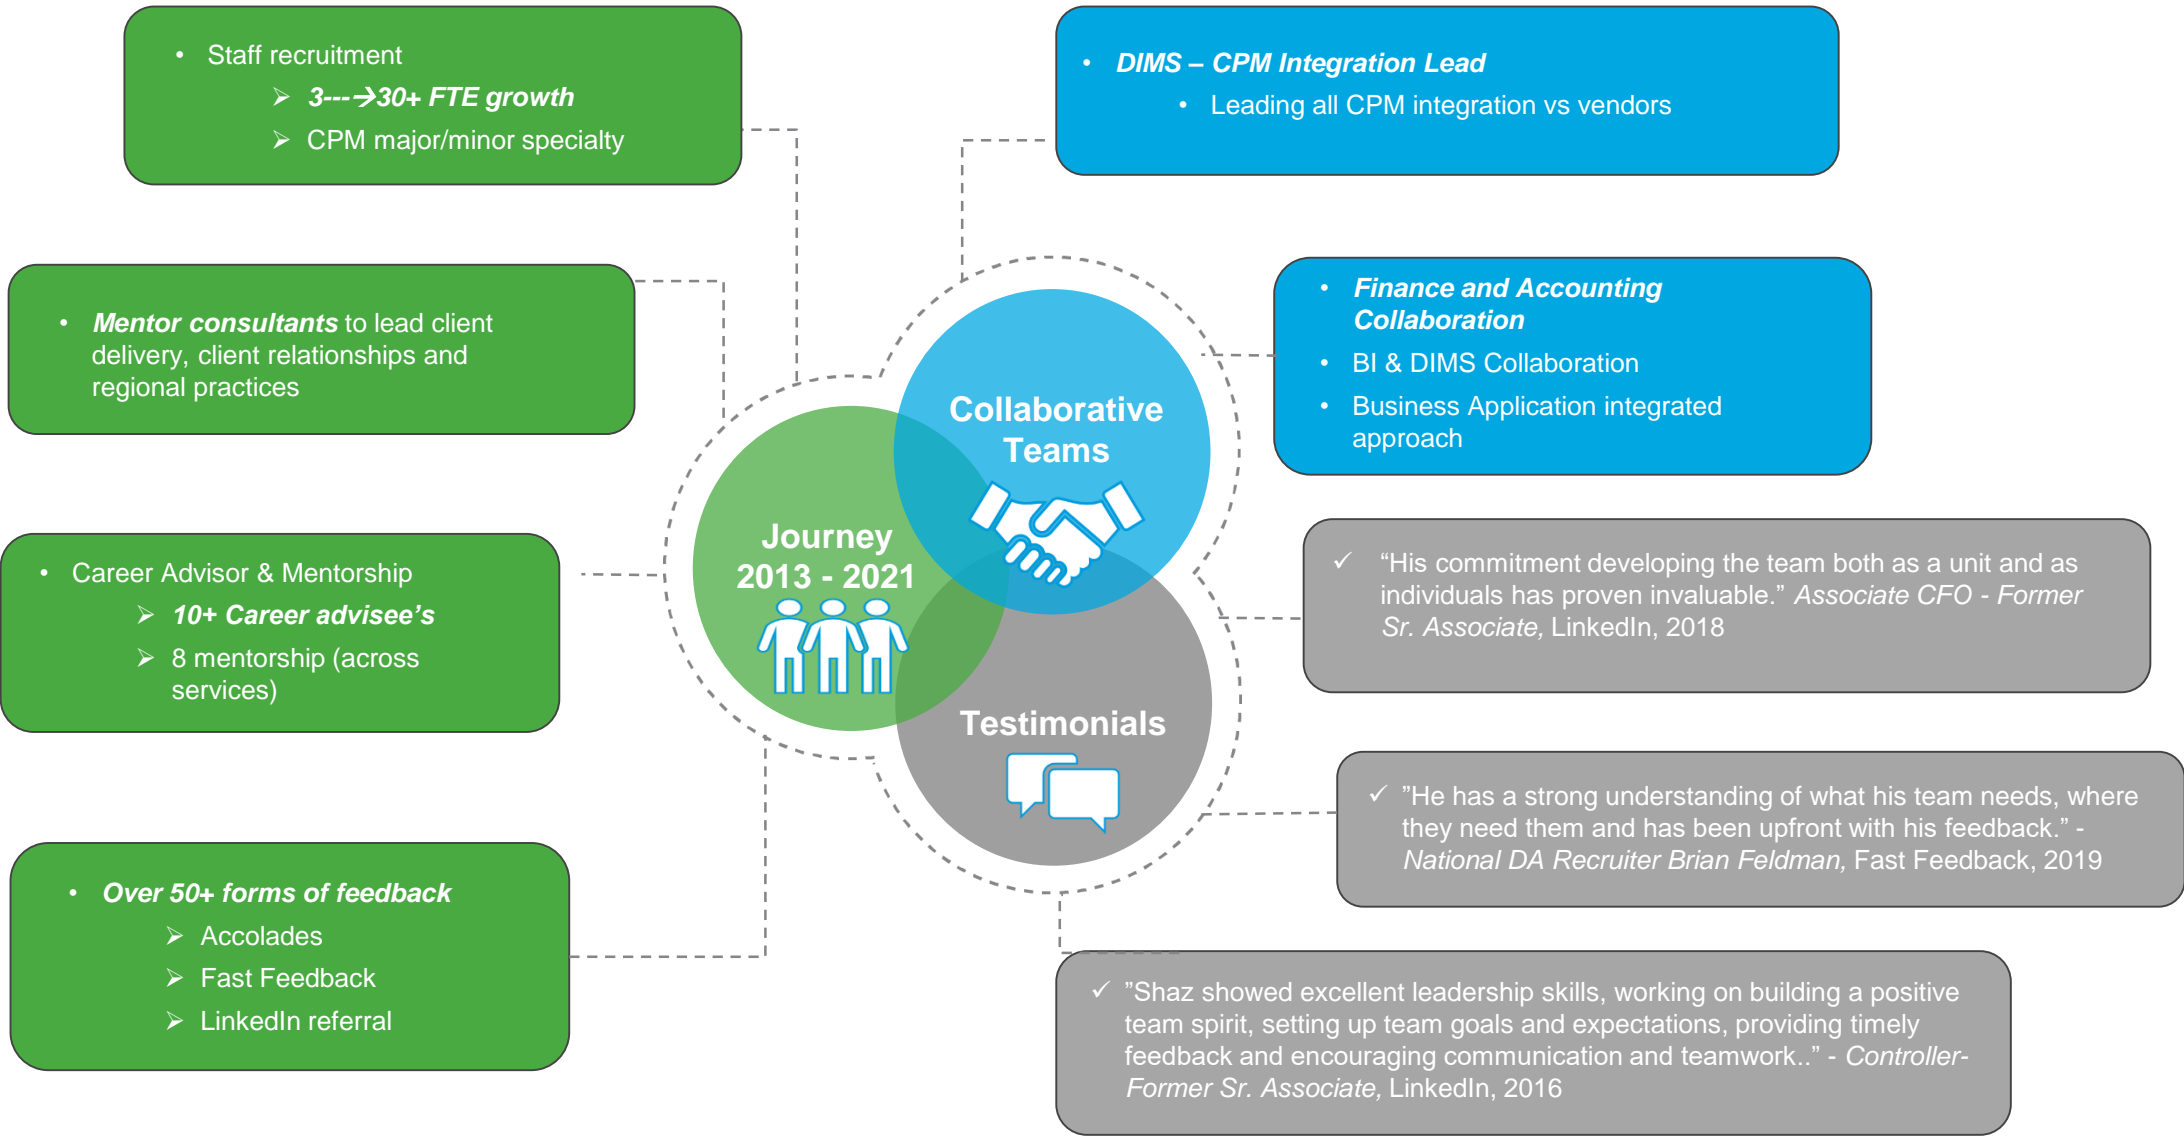 • Staff recruitment
➢ 3---→30+ FTE growth
➢ CPM major/minor specialty
• Mentor consultants to lead client
delivery, client relationships and
regional practices
• Career Advisor & Mentorship
➢ 10+ Career advisee's
➢ 8 mentorship (across
services)
• Over 50+ forms of feedback
➢ Accolades
➢ Fast Feedback
➢ LinkedIn referral
Journey
2013 - 2021
Collaborative
Teams
Testimonials
• DIMS – CPM Integration Lead
• Leading all CPM integration vs vendors
• Finance and Accounting
Collaboration
• BI & DIMS Collaboration
• Business Application integrated
approach
✓ “His commitment developing the team both as a unit and as
individuals has proven invaluable.” Associate CFO - Former
Sr. Associate, LinkedIn, 2018
✓ ”He has a strong understanding of what his team needs, where
they need them and has been upfront with his feedback.” -
National DA Recruiter Brian Feldman, Fast Feedback, 2019
✓ ”Shaz showed excellent leadership skills, working on building a positive
team spirit, setting up team goals and expectations, providing timely
feedback and encouraging communication and teamwork..” - Controller-
Former Sr. Associate, LinkedIn, 2016